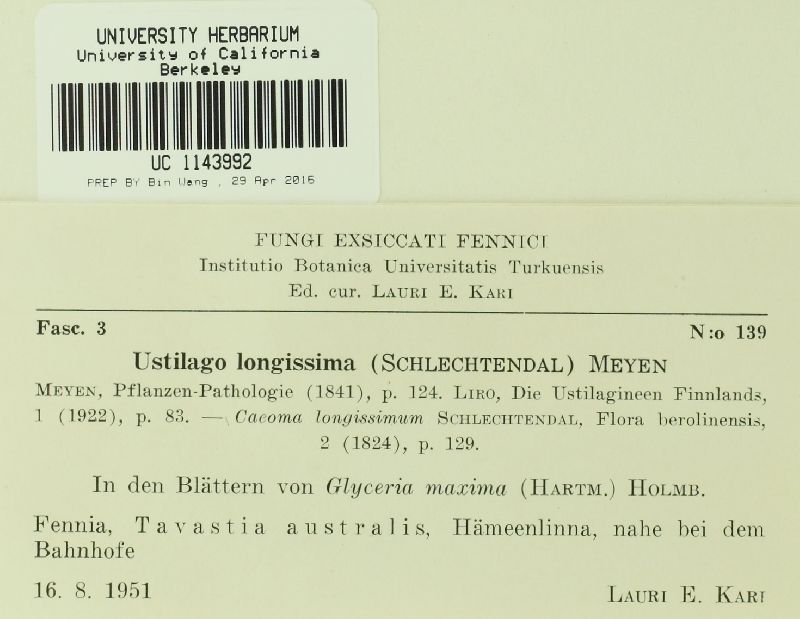 UNIVERSITY HERBARIUM
University of California
Berkeley
UC 1143992
PREP BY Bin Wang , 29 Apr 2016
FUNGI EXSICCATI FENNICI
Institutio Botanica Universitatis Turkuensis
Ed. cur. LAURI E. KARI
Fasc. 3 N:o 139
Ustilago longissima (SCHLECHTENDAL) MEYEN
MEYEN, Pflanzen-Pathologie (1841), p. 124. LIRO, Die Ustilagineen Finnlands,
1 (1922), p. 83. — Caeoma longissimum SCHLECHTENDAL, Flora berolinensis,
2 (1824), p. 129.
In den Blättern von Glyceria maxima (HARTM.) HOLMB.
Fennia, Tavastia australis, Hämeenlinna, nahe bei dem
Bahnhofe
16. 8. 1951 LAURI E. KARI